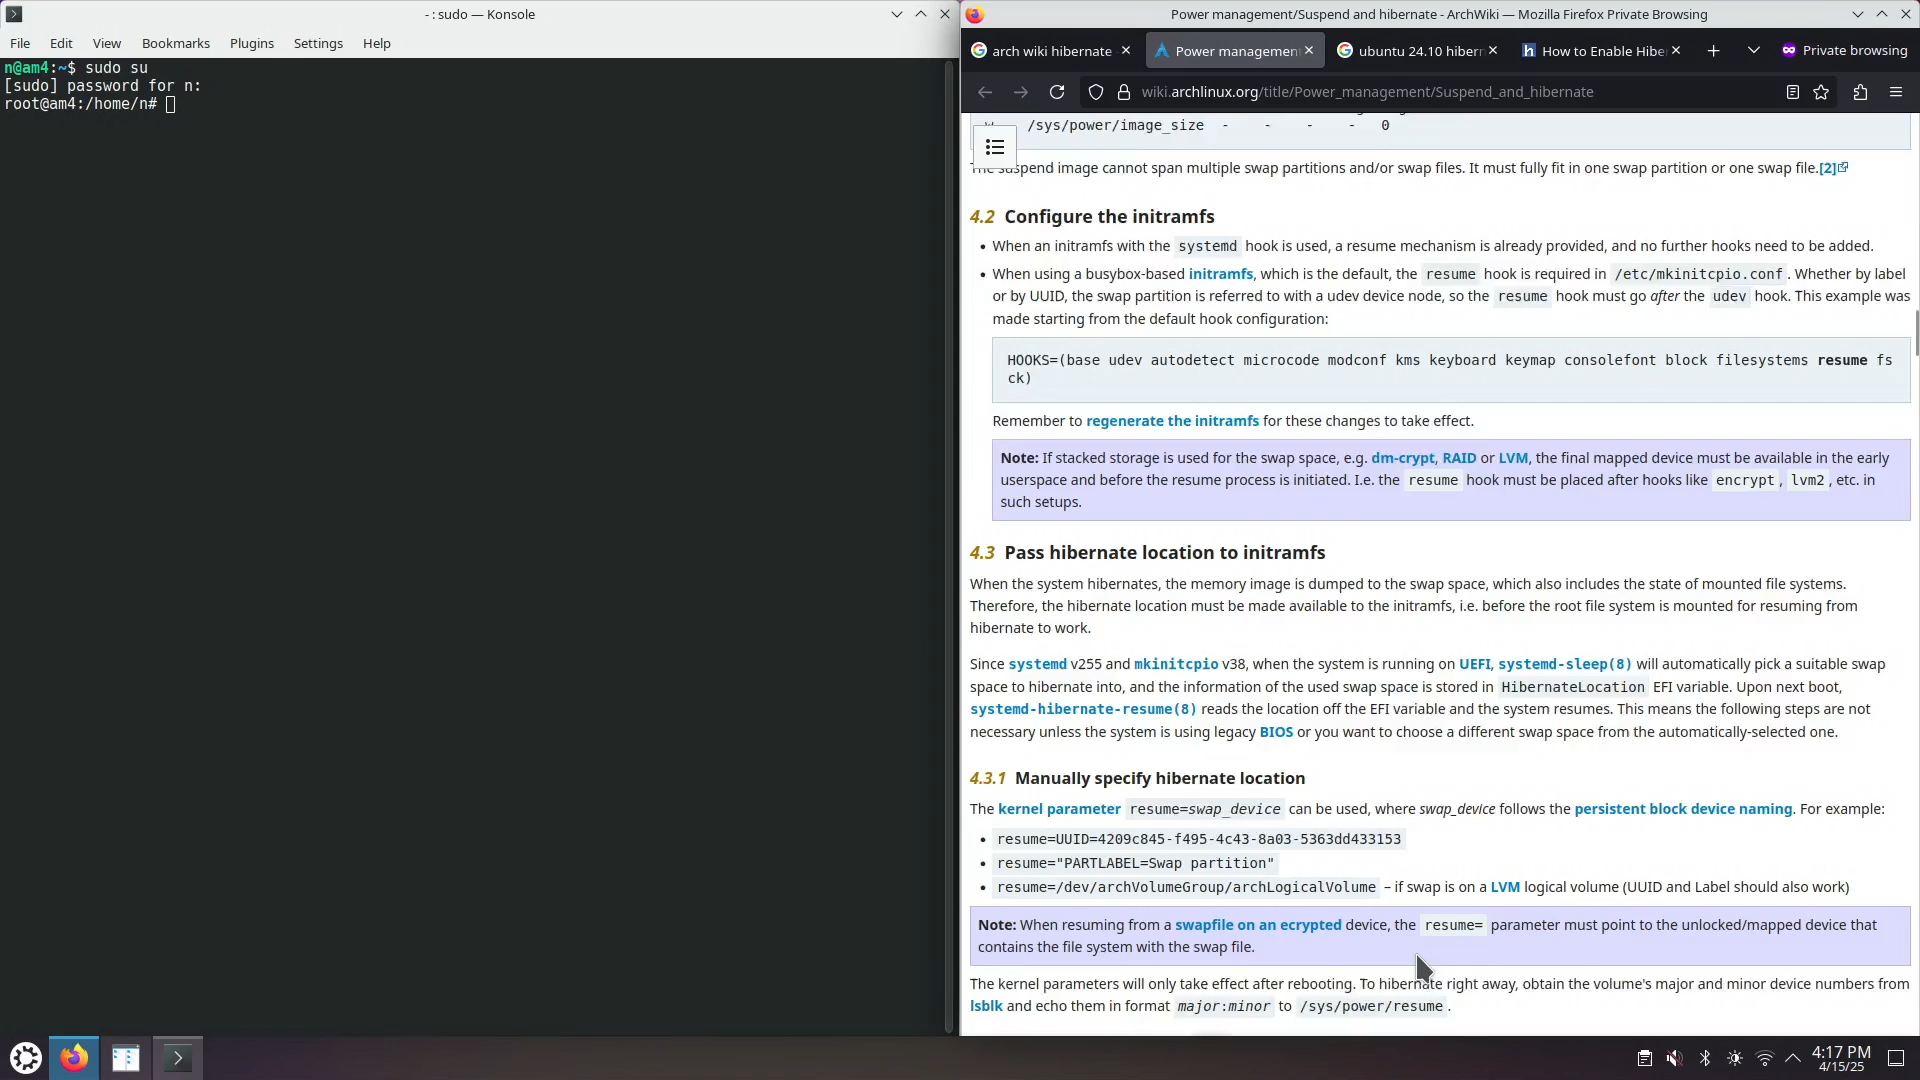 - : sudo — Konsole
File Edit View Bookmarks Plugins Settings Help
n@am4:~$ sudo su
[sudo] password for n:
root@am4:/home/n#
Power management/Suspend and hibernate - ArchWiki — Mozilla Firefox Private Browsing
arch wiki hibernate
Power management
ubuntu 24.10 hibern
How to Enable Hibe
Private browsing
wiki.archlinux.org/title/Power_management/Suspend_and_hibernate
/sys/power/image_size - - - - 0
suspend image cannot span multiple swap partitions and/or swap files. It must fully fit in one swap partition or one swap file.[2]
4.2 Configure the initramfs
• When an initramfs with the systemd hook is used, a resume mechanism is already provided, and no further hooks need to be added.
• When using a busybox-based initramfs, which is the default, the resume hook is required in /etc/mkinitcpio.conf. Whether by label
or by UUID, the swap partition is referred to with a udev device node, so the resume hook must go after the udev hook. This example was
made starting from the default hook configuration:
HOOKS=(base udev autodetect microcode modconf kms keyboard keymap consolefont block filesystems resume fs
ck)
Remember to regenerate the initramfs for these changes to take effect.
Note: If stacked storage is used for the swap space, e.g. dm-crypt, RAID or LVM, the final mapped device must be available in the early
userspace and before the resume process is initiated. I.e. the resume hook must be placed after hooks like encrypt, lvm2, etc. in
such setups.
4.3 Pass hibernate location to initramfs
When the system hibernates, the memory image is dumped to the swap space, which also includes the state of mounted file systems.
Therefore, the hibernate location must be made available to the initramfs, i.e. before the root file system is mounted for resuming from
hibernate to work.
Since systemd v255 and mkinitcpio v38, when the system is running on UEFI, systemd-sleep(8) will automatically pick a suitable swap
space to hibernate into, and the information of the used swap space is stored in HibernateLocation EFI variable. Upon next boot,
systemd-hibernate-resume(8) reads the location off the EFI variable and the system resumes. This means the following steps are not
necessary unless the system is using legacy BIOS or you want to choose a different swap space from the automatically-selected one.
4.3.1 Manually specify hibernate location
The kernel parameter resume=swap_device can be used, where swap_device follows the persistent block device naming. For example:
• resume=UUID=4209c845-f495-4c43-8a03-5363dd433153
• resume="PARTLABEL=Swap partition"
• resume=/dev/archVolumeGroup/archLogicalVolume – if swap is on a LVM logical volume (UUID and Label should also work)
Note: When resuming from a swapfile on an ecrypted device, the resume= parameter must point to the unlocked/mapped device that
contains the file system with the swap file.
The kernel parameters will only take effect after rebooting. To hibernate right away, obtain the volume's major and minor device numbers from
lsblk and echo them in format major:minor to /sys/power/resume.
4:17 PM
4/15/25